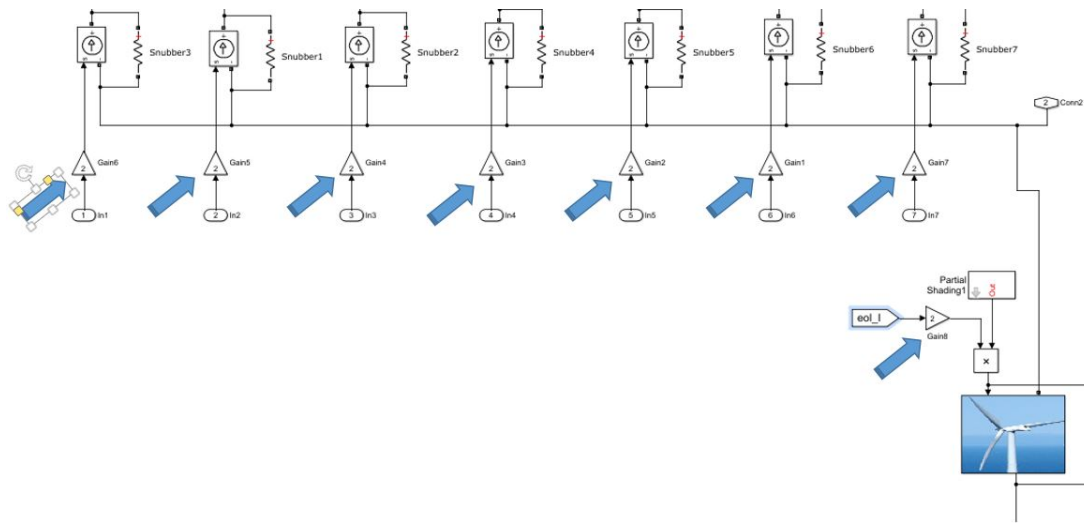 Snubber3
Snubber1
Snubber2
Snubber4
Snubber5
Snubber6
Snubber7
2
Conn2
2
Gain6
2
Gain5
2
Gain4
2
Gain3
2
Gain2
2
Gain1
2
Gain7
1
In1
2
In2
3
In3
4
In4
5
In5
6
In6
7
In7
Partial
Shading1
Out
eol_I
2
Gain8
×